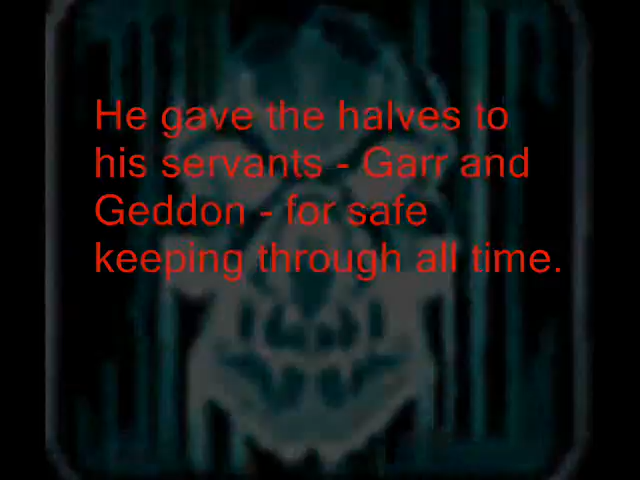 He gave the halves to
his servants - Garr and
Geddon - for safe
keeping through all time.